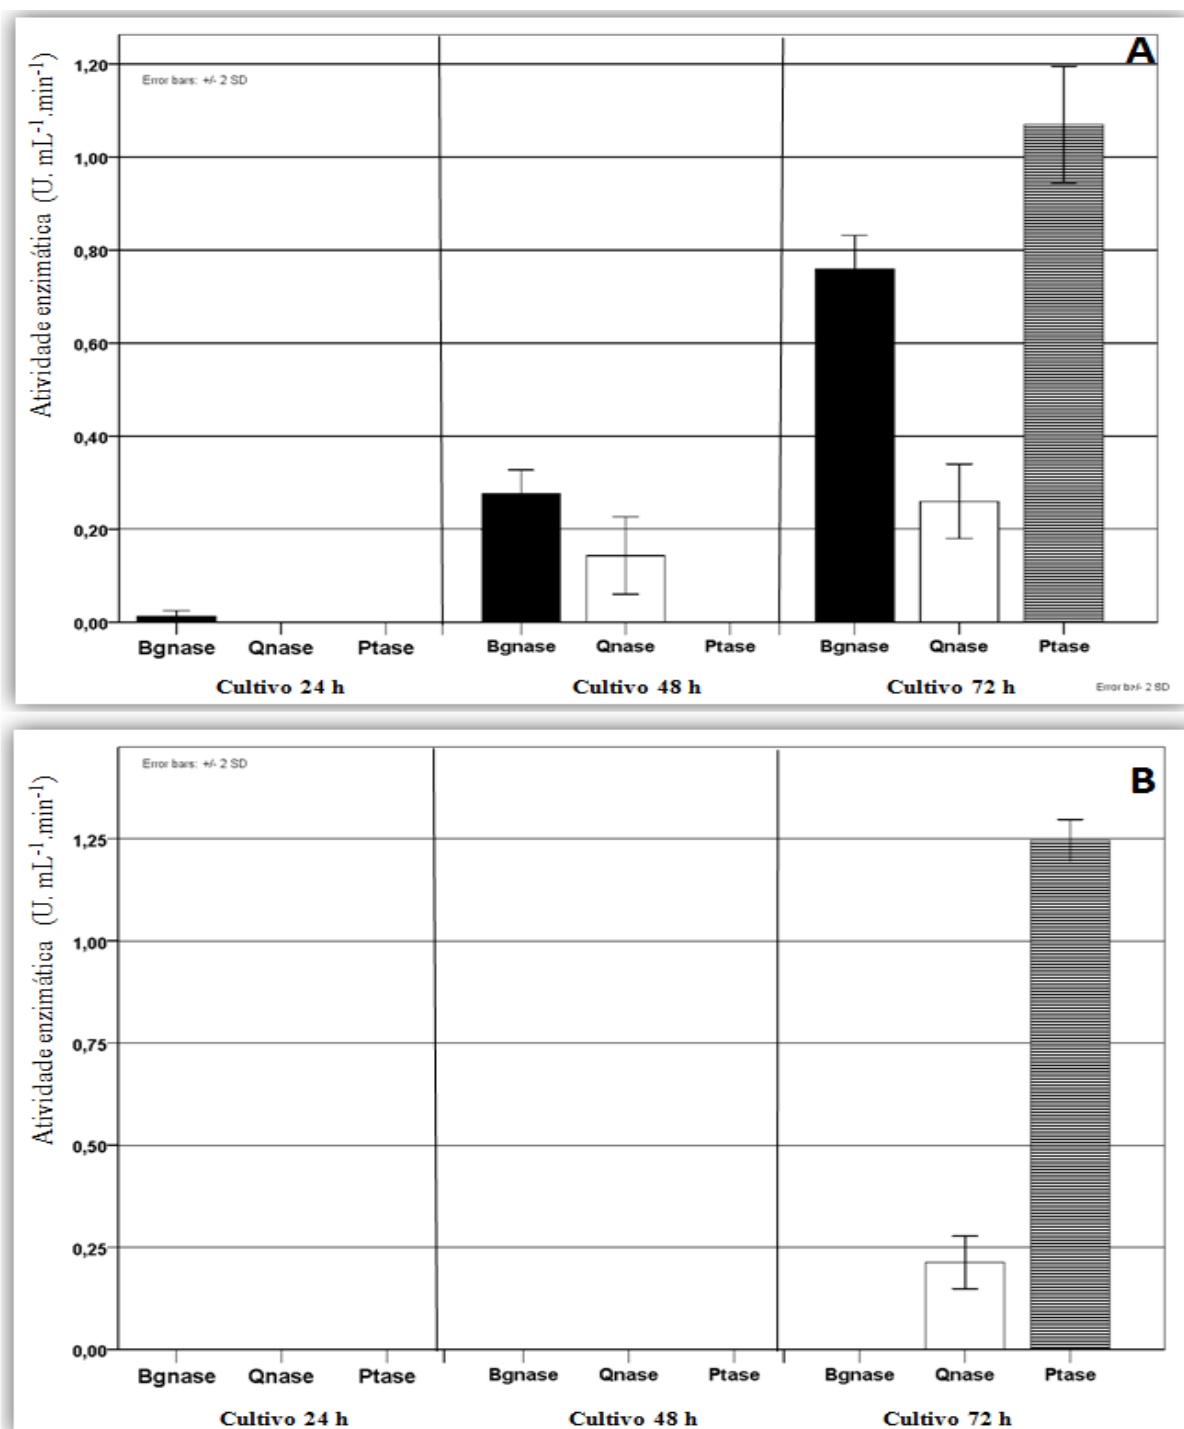 A
Atividade enzimática (U. mL-1.min-1)
Error bars: +/- 2 SD
1,20
1,00
0,80
0,60
0,40
0,20
0,00
Bgnase Qnase Ptase Bgnase Qnase Ptase Bgnase Qnase Ptase
Cultivo 24 h Cultivo 48 h Cultivo 72 h
2 SD
B
Atividade enzimática (U. mL-1.min-1)
Error bars: +/- 2 SD
1,25
1,00
0,75
0,50
0,25
0,00
Bgnase Qnase Ptase Bgnase Qnase Ptase Bgnase Qnase Ptase
Cultivo 24 h Cultivo 48 h Cultivo 72 h